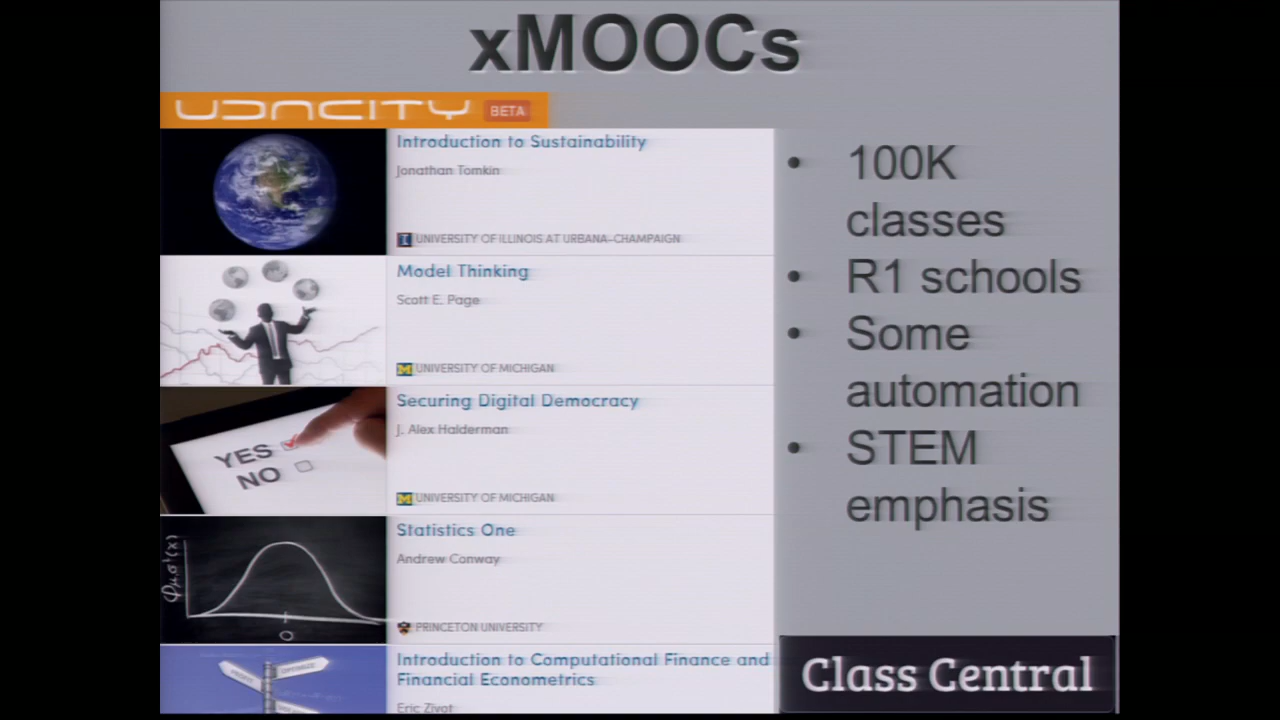 xMOOCs
UDACITY BETA
Introduction to Sustainability
Jonathan Tomkin
UNIVERSITY OF ILLINOIS AT URBANA-CHAMPAIGN
Model Thinking
Scott E. Page
UNIVERSITY OF MICHIGAN
YES
NO
Securing Digital Democracy
J. Alex Halderman
UNIVERSITY OF MICHIGAN
Statistics One
Andrew Conway
PRINCETON UNIVERSITY
0
Introduction to Computational Finance and
Financial Econometrics
Eric Zivot
• 100K
classes
• R1 schools
• Some
automation
• STEM
emphasis
Class Central